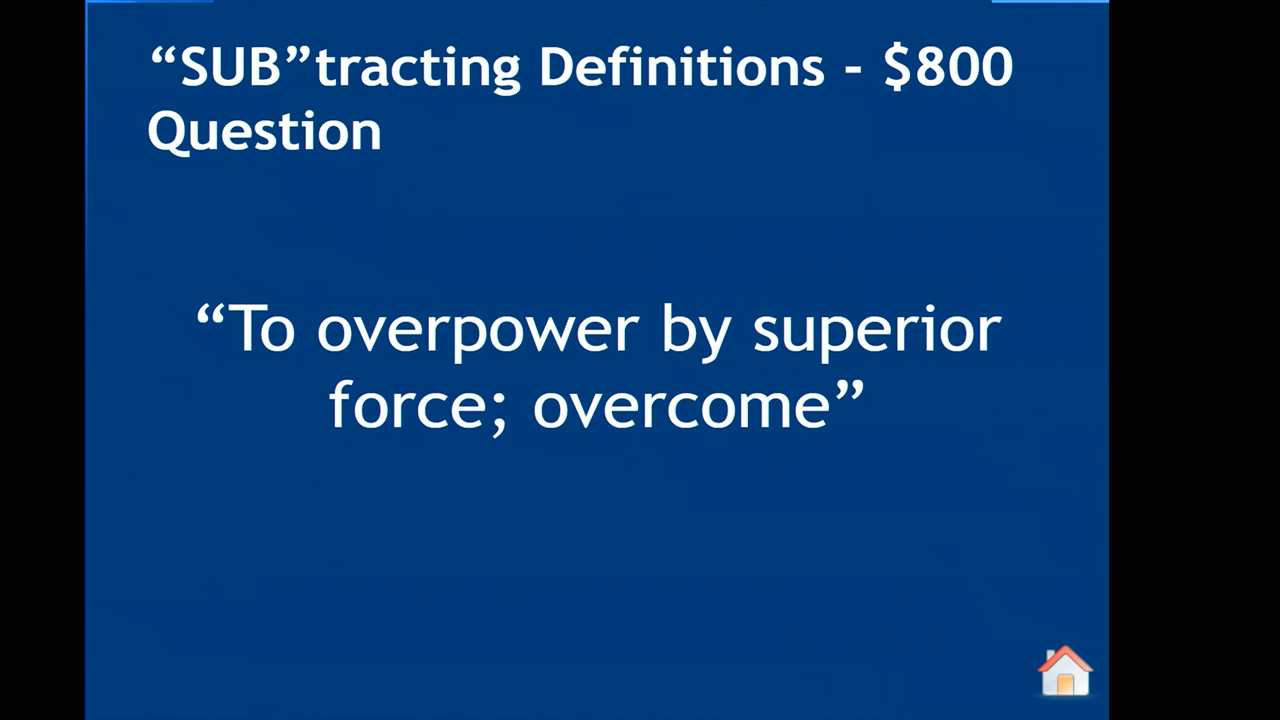 “SUB”tracting Definitions - $800
Question
“To overpower by superior
force; overcome”